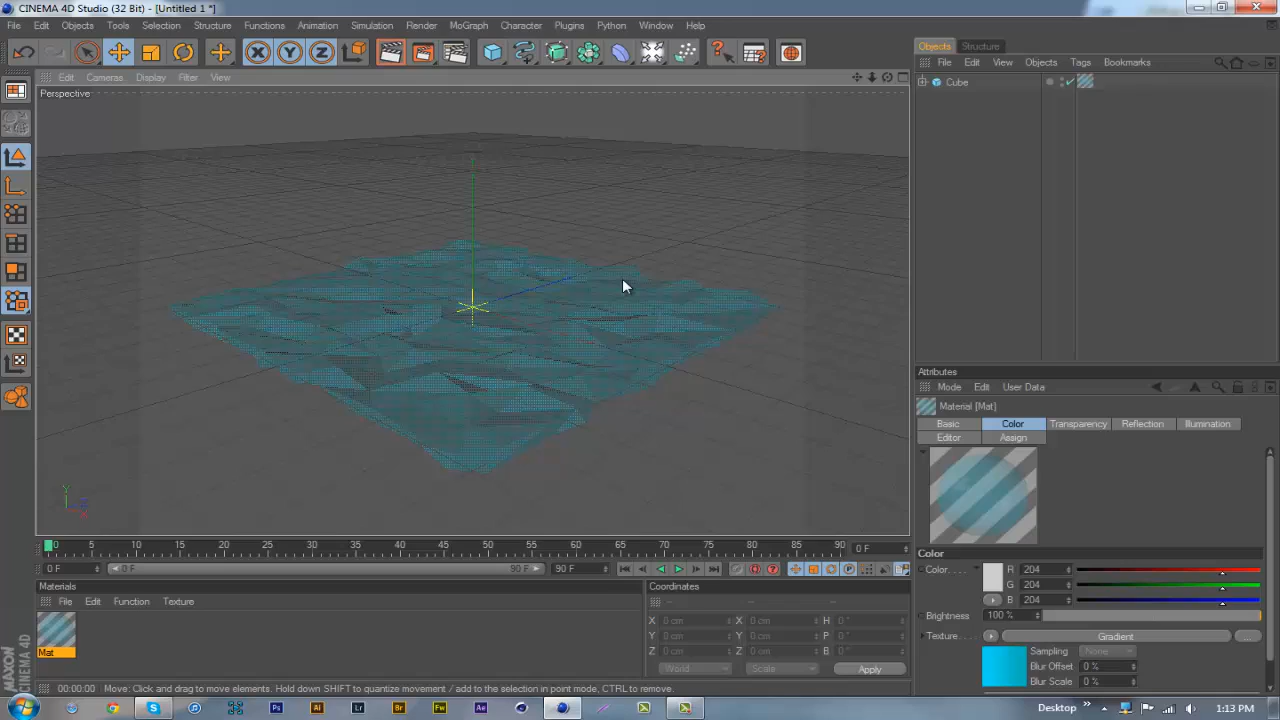 CINEMA 4D Studio (32 Bit) - [Untitled 1 *]
File Edit Objects Tools Selection Structure Functions Animation Simulation Render MoGraph Character Plugins Python Window Help
Edit Cameras Display Filter View
Perspective
Y
Z
X
0 5 10 15 20 25 30 35 40 45 50 55 60 65 70 75 80 85 90 0 F
0 F 0 F 90 F 90 F
Materials
File Edit Function Texture
Mat
Coordinates
X 0 cm X 0 cm H 0 °
Y 0 cm Y 0 cm P 0 °
Z 0 cm Z 0 cm B 0 °
World Scale Apply
MAXON CINEMA 4D
00:00:00 Move: Click and drag to move elements. Hold down SHIFT to quantize movement / add to the selection in point mode, CTRL to remove.
Objects Structure
File Edit View Objects Tags Bookmarks
Cube
Attributes
Mode Edit User Data
Material [Mat]
Basic Color Transparency Reflection Illumination
Editor Assign
Color
Color. . . . R 204
G 204
B 204
Brightness 100 %
Texture. . . . Gradient ...
Sampling None
Blur Offset 0 %
Blur Scale 0 %
Ps Ai Lr Br Fw Ae
Desktop » 1:13 PM